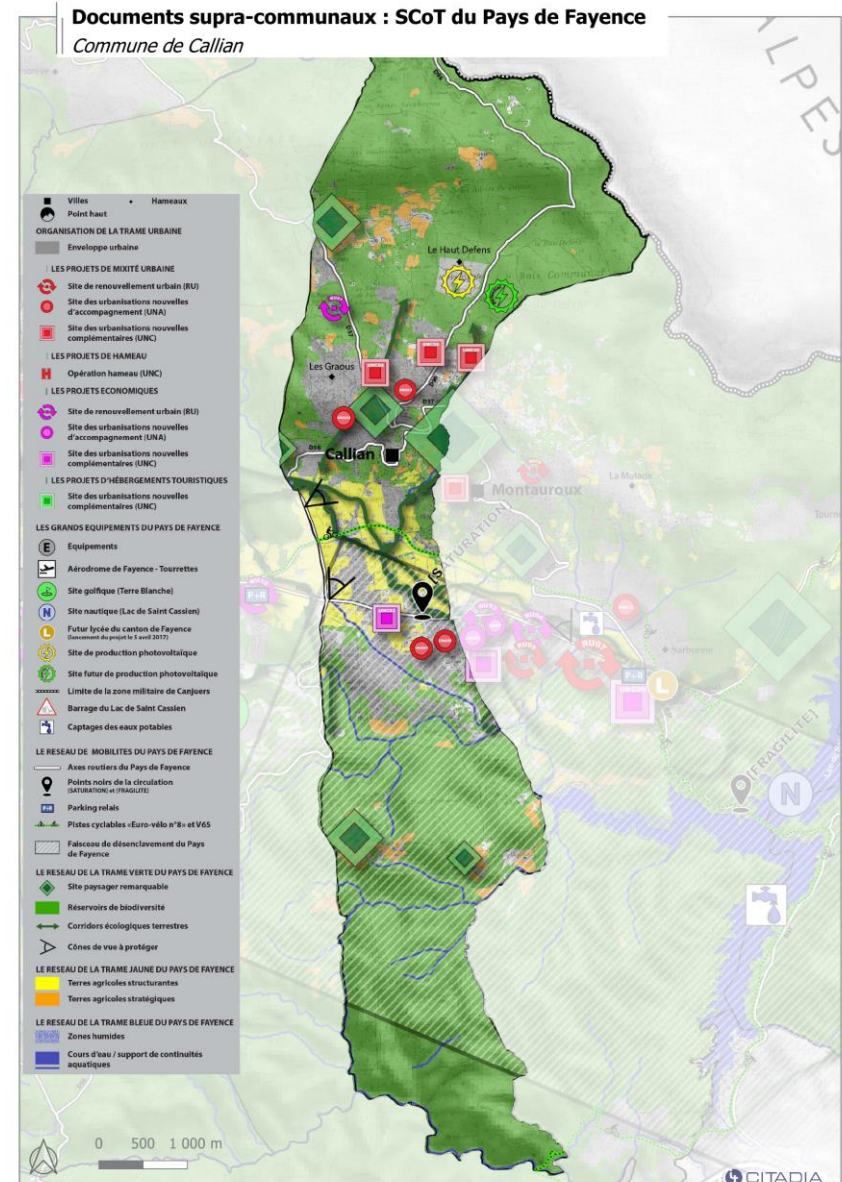 Documents supra-communaux : SCoT du Pays de Fayence
Commune de Callian
ALPES
Villes
Hameaux
Point haut
ORGANISATION DE LA TRAME URBAINE
Enveloppe urbaine
LES PROJETS DE MIXITÉ URBAINE
Site de renouvellement urbain (RU)
Site des urbanisations nouvelles
d'accompagnement (UNA)
Site des urbanisations nouvelles
complémentaires (UNC)
LES PROJETS DE HAMEAU
H
Opération hameau (UNC)
LES PROJETS ECONOMIQUES
Site de renouvellement urbain (RU)
Site des urbanisations nouvelles
d'accompagnement (UNA)
Site des urbanisations nouvelles
complémentaires (UNC)
LES PROJETS D'HÉBERGEMENTS TOURISTIQUES
Site des urbanisations nouvelles
complémentaires (UNC)
LES GRANDS EQUIPEMENTS DU PAYS DE FAYENCE
E
Equipements
Aérodrome de Fayence - Tourrettes
Site golfique (Terre Blanche)
N
Site nautique (Lac de Saint Cassien)
L
Futur lycée du canton de Fayence
(lancement du projet le 5 avril 2017)
Site de production photovoltaïque
Site futur de production photovoltaïque
Limite de la zone militaire de Canjuers
Barrage du Lac de Saint Cassien
Captages des eaux potables
LE RESEAU DE MOBILITES DU PAYS DE FAYENCE
Axes routiers du Pays de Fayence
Points noirs de la circulation
[SATURATION] et [FRAGILITE]
P+R
Parking relais
Pistes cyclables «Euro-vélo n°8» et V65
Faisceau de désenclavement du Pays
de Fayence
LE RESEAU DE LA TRAME VERTE DU PAYS DE FAYENCE
Site paysager remarquable
Réservoirs de biodiversité
Corridors écologiques terrestres
Cônes de vue à protéger
LE RESEAU DE LA TRAME JAUNE DU PAYS DE FAYENCE
Terres agricoles structurantes
Terres agricoles stratégiques
LE RESEAU DE LA TRAME BLEUE DU PAYS DE FAYENCE
Zones humides
Cours d'eau / support de continuités
aquatiques
Le Haut Defens
D37
Les Graous
D37
D56
Callian
Montauroux
[SATURATION]
P+R
P+R
L
[FRAGILITE]
N
0 500 1 000 m
CITADIA